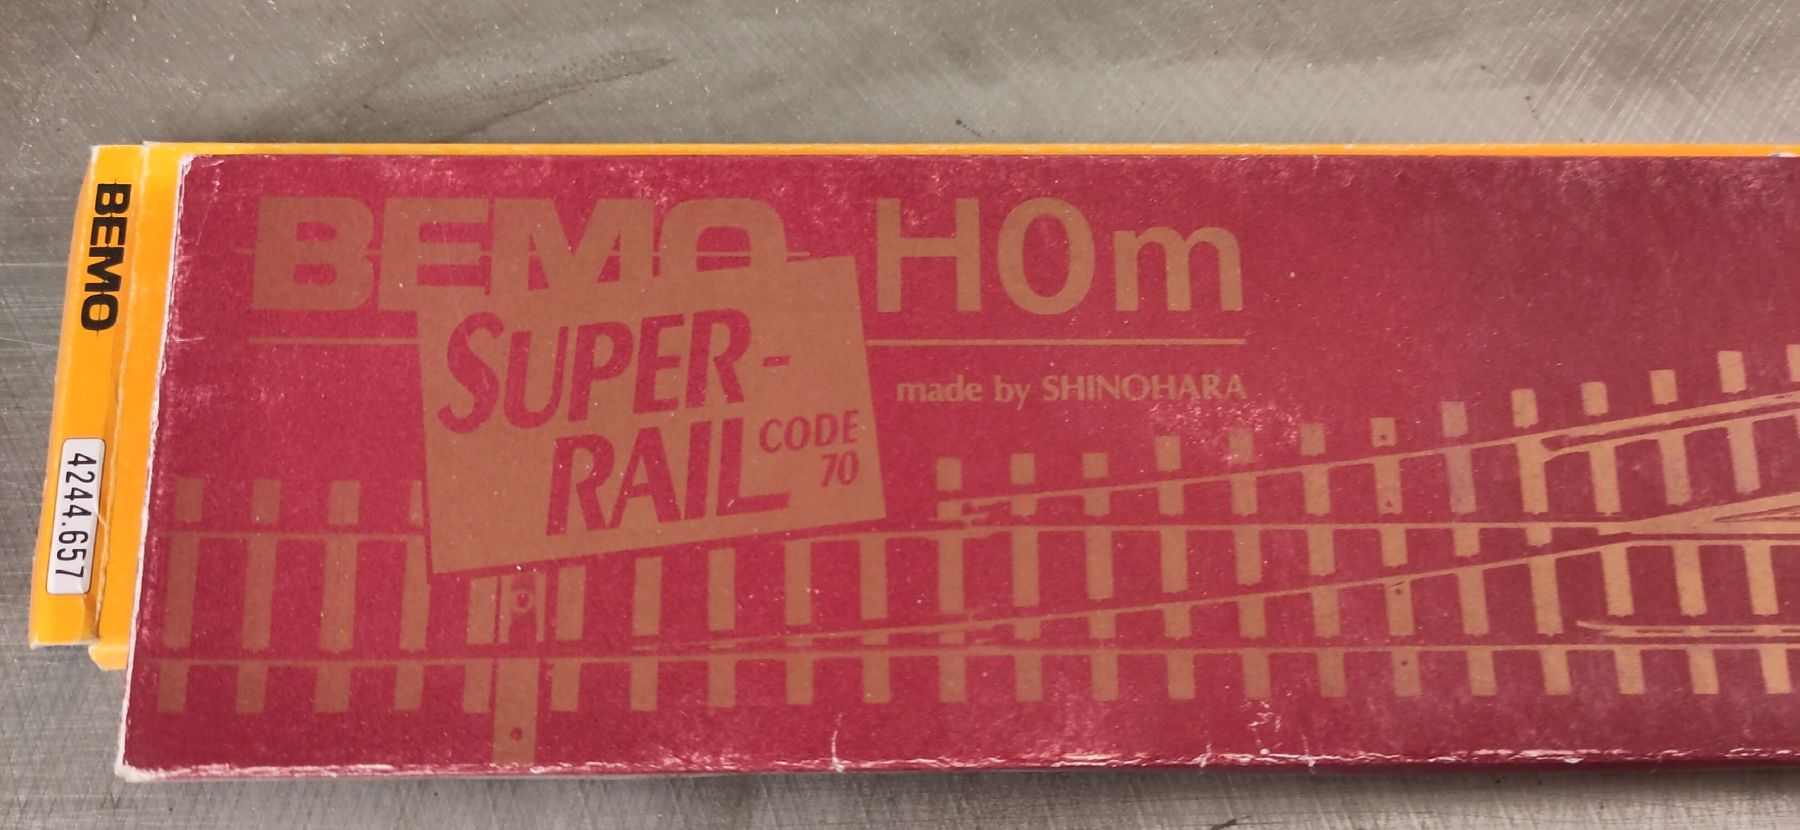 BEMO
4244.657
BEMO H0m
SUPER-
RAIL CODE 70
made by SHINOHARA